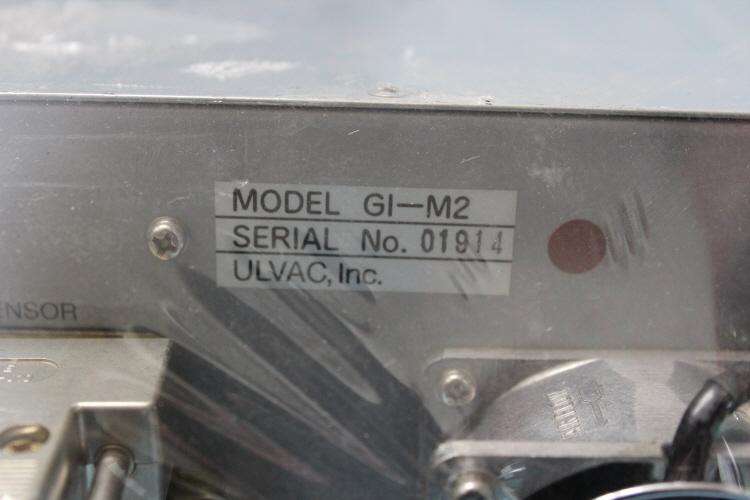 MODEL GI-M2
SERIAL No. 01914
ULVAC, Inc.
ENSOR